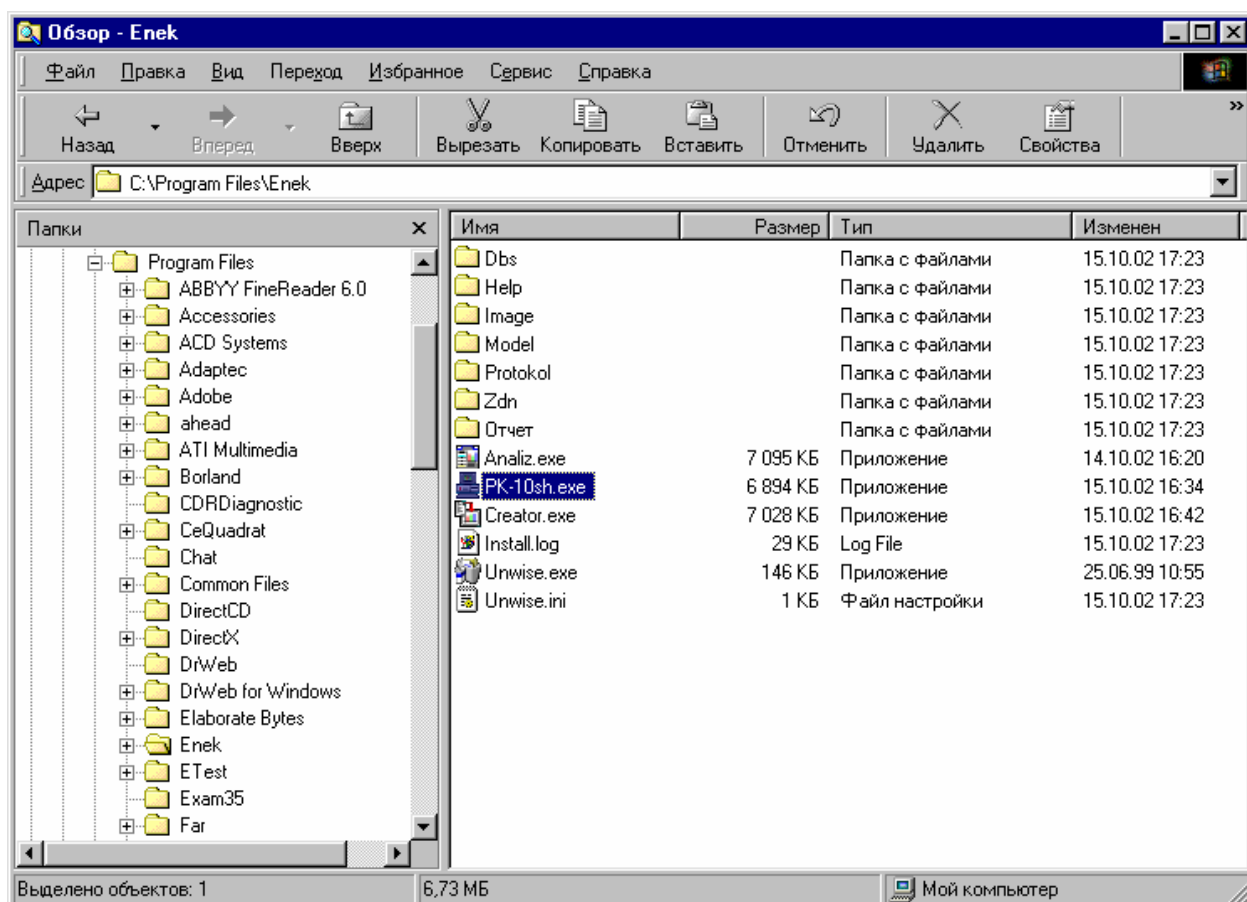 Обзор - Enek
Файл Правка Вид Переход Избранное Сервис Справка
Назад Вперед Вверх Вырезать Копировать Вставить Отменить Удалить Свойства
Адрес C:\Program Files\Enek
Папки
Program Files
ABBYY FineReader 6.0
Accessories
ACD Systems
Adaptec
Adobe
ahead
ATI Multimedia
Borland
CDRDiagnostic
CeQuadrat
Chat
Common Files
DirectCD
DirectX
DrWeb
DrWeb for Windows
Elaborate Bytes
Enek
ETest
Exam35
Far
Имя Размер Тип Изменен
Dbs Папка с файлами 15.10.02 17:23
Help Папка с файлами 15.10.02 17:23
Image Папка с файлами 15.10.02 17:23
Model Папка с файлами 15.10.02 17:23
Protokol Папка с файлами 15.10.02 17:23
Zdn Папка с файлами 15.10.02 17:23
Отчет Папка с файлами 15.10.02 17:23
Analiz.exe 7 095 КБ Приложение 14.10.02 16:20
PK-10sh.exe 6 894 КБ Приложение 15.10.02 16:34
Creator.exe 7 028 КБ Приложение 15.10.02 16:42
Install.log 29 КБ Log File 15.10.02 17:23
Unwise.exe 146 КБ Приложение 25.06.99 10:55
Unwise.ini 1 КБ Файл настройки 15.10.02 17:23
Выделено объектов: 1 6,73 МБ Мой компьютер